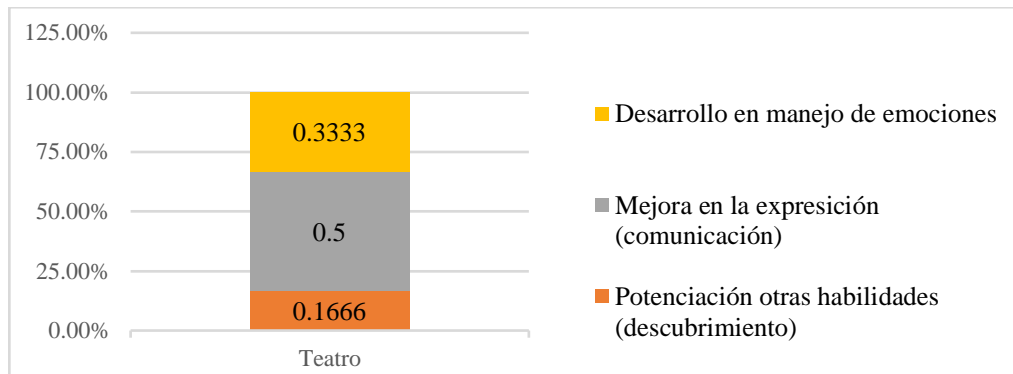 125.00%
100.00%
75.00%
50.00%
25.00%
0.00%
0.3333
0.5
0.1666
Teatro
Desarrollo en manejo de emociones
Mejora en la expresición
(comunicación)
Potenciación otras habilidades
(descubrimiento)